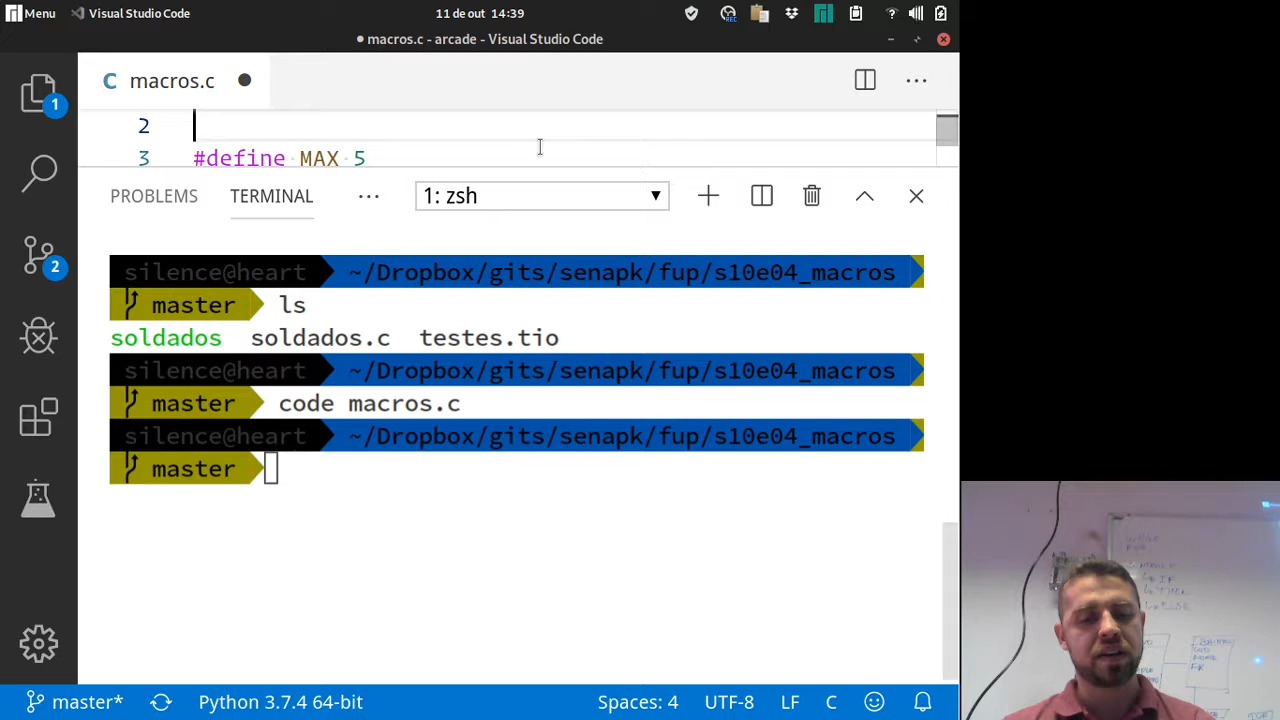 Menu Visual Studio Code 11 de out 14:39
REC
● macros.c - arcade - Visual Studio Code
C macros.c ●
2
3 #define MAX 5
PROBLEMS TERMINAL ... 1: zsh
silence@heart ~/Dropbox/gits/senapk/fup/s10e04_macros
master ls
soldados soldados.c testes.tio
silence@heart ~/Dropbox/gits/senapk/fup/s10e04_macros
master code macros.c
silence@heart ~/Dropbox/gits/senapk/fup/s10e04_macros
master
1
2
master* Python 3.7.4 64-bit Spaces: 4 UTF-8 LF C